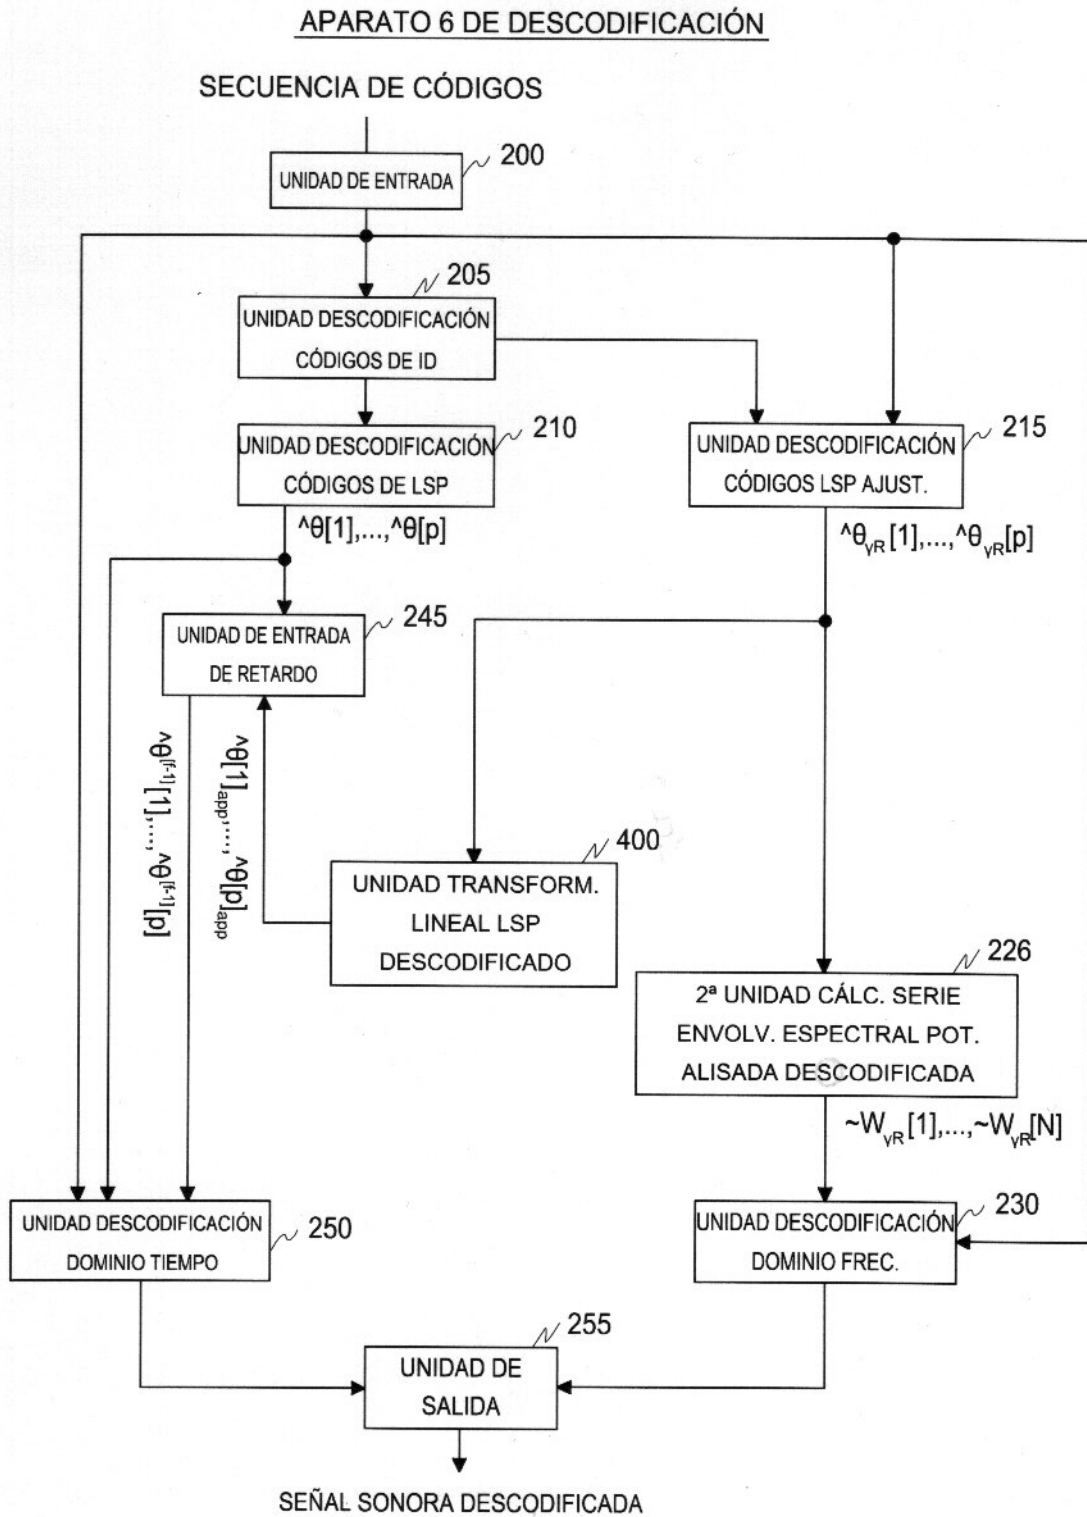 APARATO 6 DE DESCODIFICACIÓN
SECUENCIA DE CÓDIGOS
UNIDAD DE ENTRADA
200
205
UNIDAD DESCODIFICACIÓN
CÓDIGOS DE ID
UNIDAD DESCODIFICACIÓN
CÓDIGOS DE LSP
210
UNIDAD DESCODIFICACIÓN
CÓDIGOS LSP AJUST.
215
^θ[1],...,^θ[p]
^θγR[1],...,^θγR[p]
UNIDAD DE ENTRADA
DE RETARDO
245
^θ[f-1][1],...,^θ[f-1][p]
^θ[1]app,...,^θ[p]app
400
UNIDAD TRANSFORM.
LINEAL LSP
DESCODIFICADO
226
2ª UNIDAD CÁLC. SERIE
ENVOLV. ESPECTRAL POT.
ALISADA DESCODIFICADA
~WγR[1],...,~WγR[N]
UNIDAD DESCODIFICACIÓN
DOMINIO TIEMPO
250
UNIDAD DESCODIFICACIÓN
DOMINIO FREC.
230
255
UNIDAD DE
SALIDA
SEÑAL SONORA DESCODIFICADA